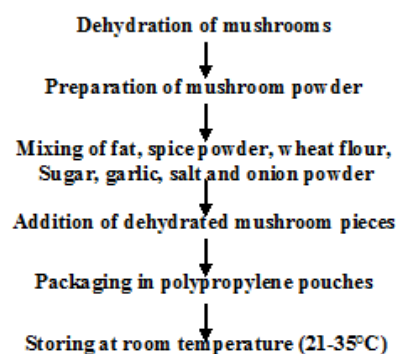 Dehydration of mushrooms
Preparation of mushroom powder
Mixing of fat, spice powder, wheat flour,
Sugar, garlic, salt and onion powder
Addition of dehydrated mushroom pieces
Packaging in polypropylene pouches
Storing at room temperature (21-35°C)